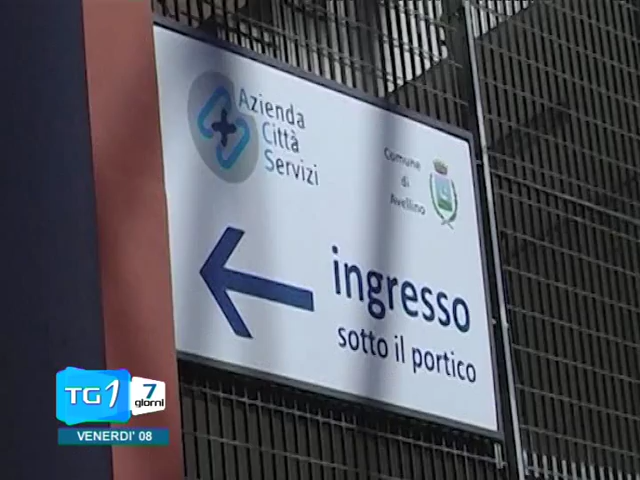 Azienda
Città
Servizi
Comune
di
Avellino
ingresso
sotto il portico
TG1 7
giorni
VENERDI' 08